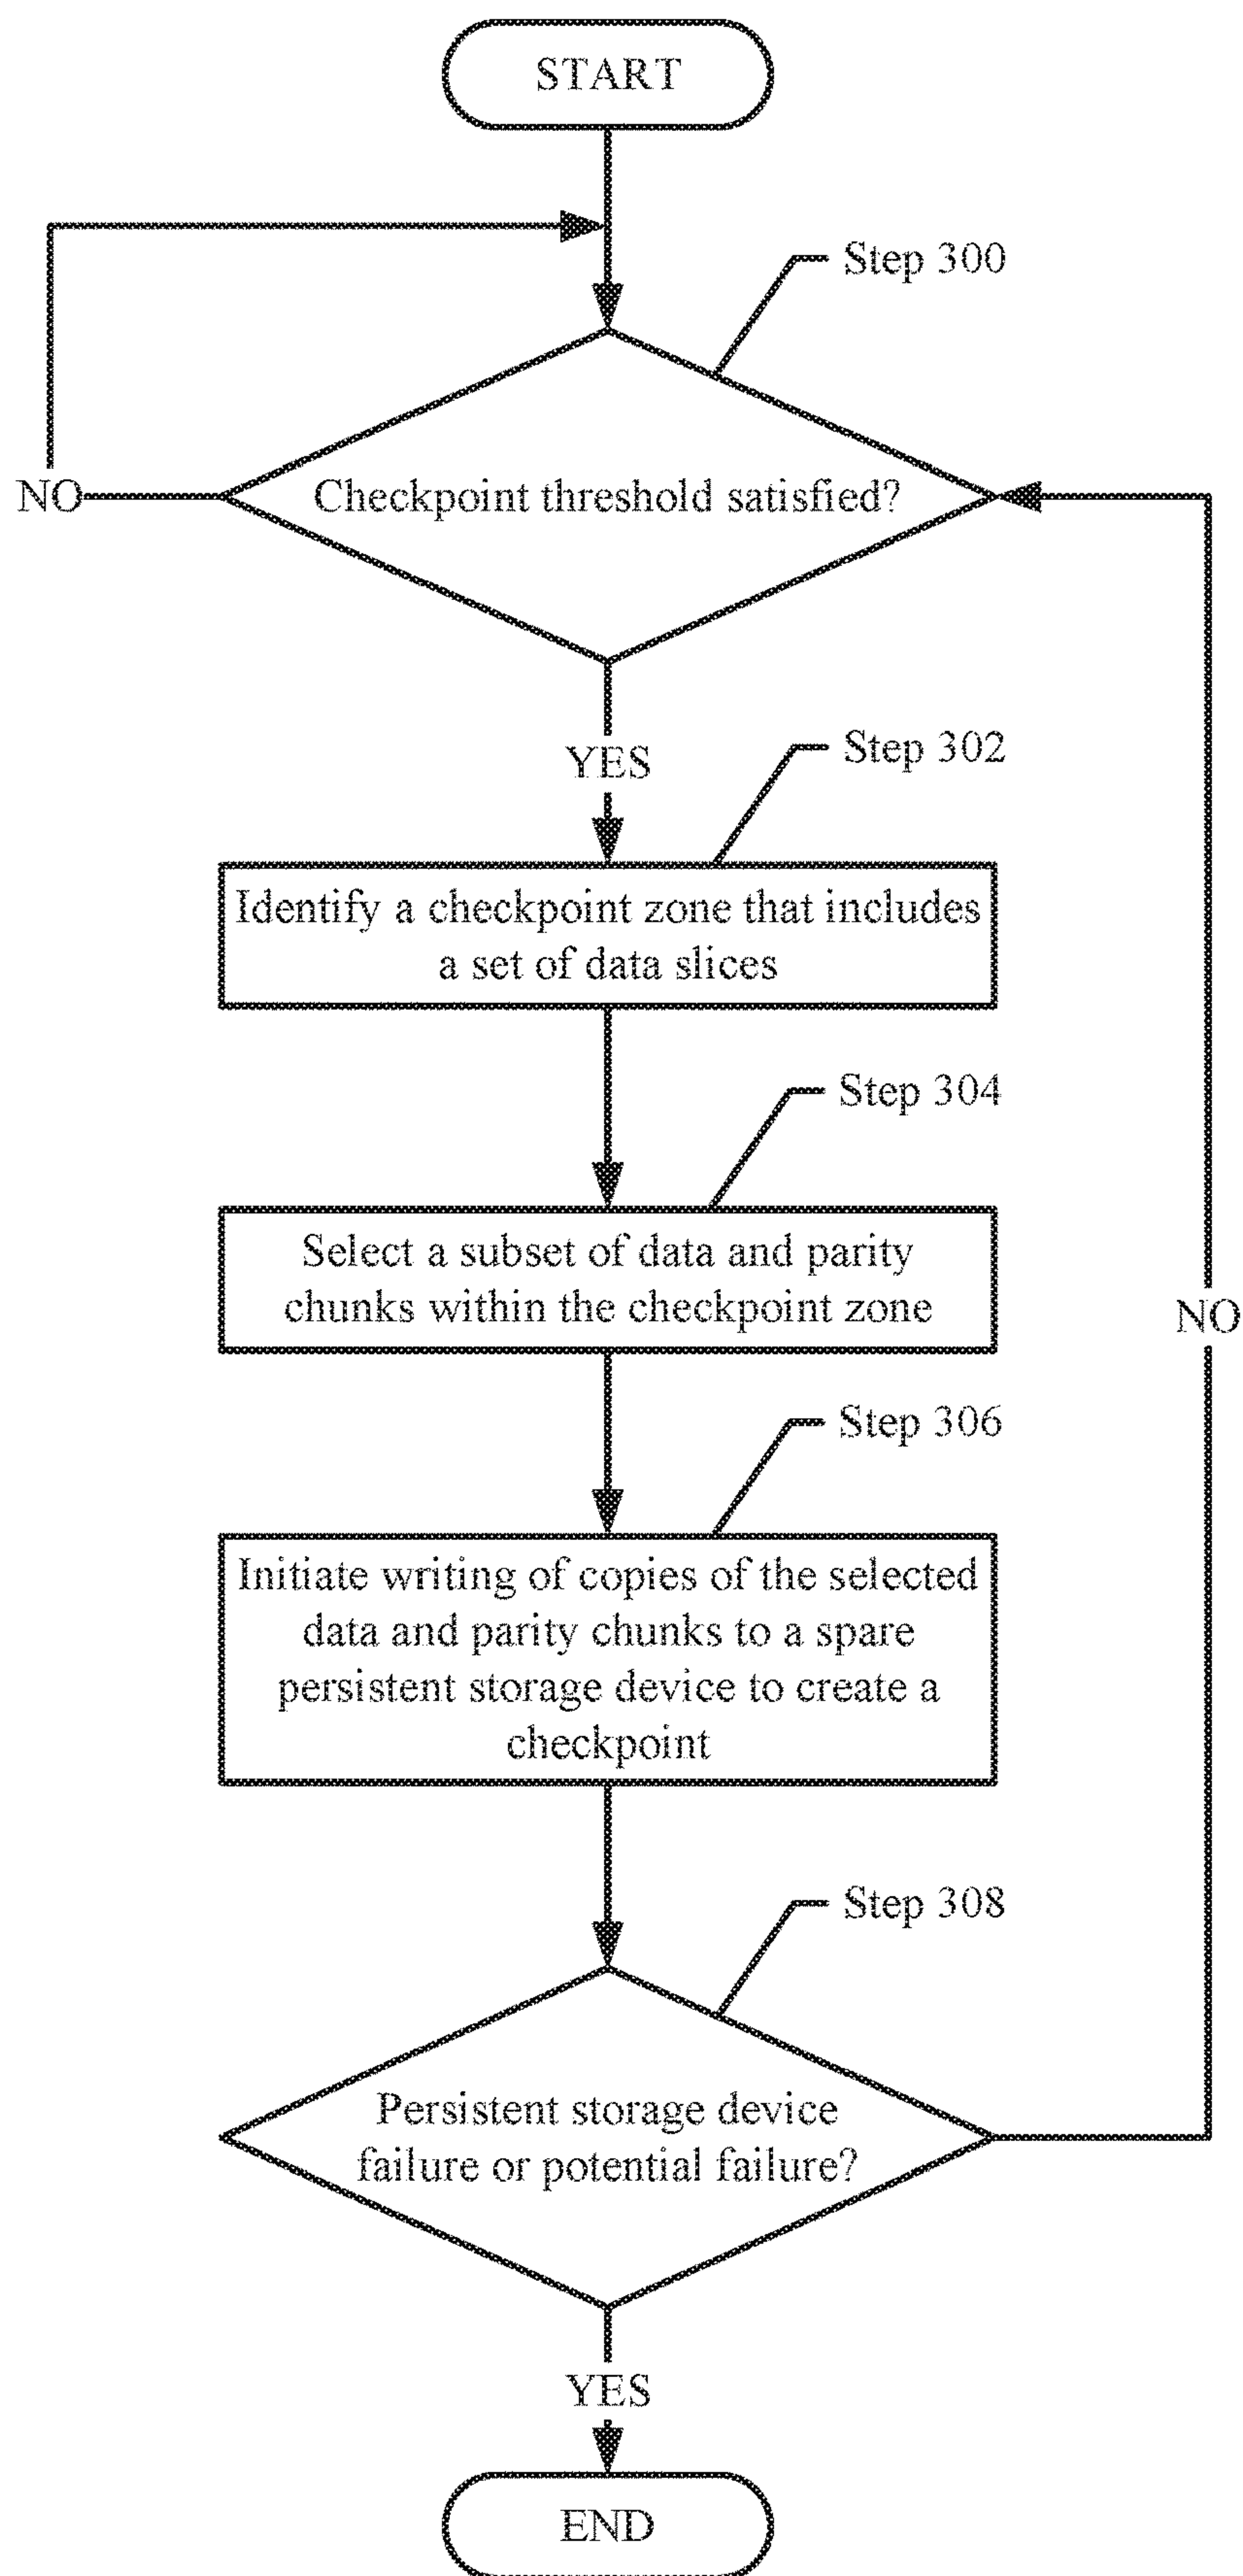 START
Step 300
NO
Checkpoint threshold satisfied?
YES
Step 302
Identify a checkpoint zone that includes
a set of data slices
Step 304
Select a subset of data and parity
chunks within the checkpoint zone
NO
Step 306
Initiate writing of copies of the selected
data and parity chunks to a spare
persistent storage device to create a
checkpoint
Step 308
Persistent storage device
failure or potential failure?
YES
END